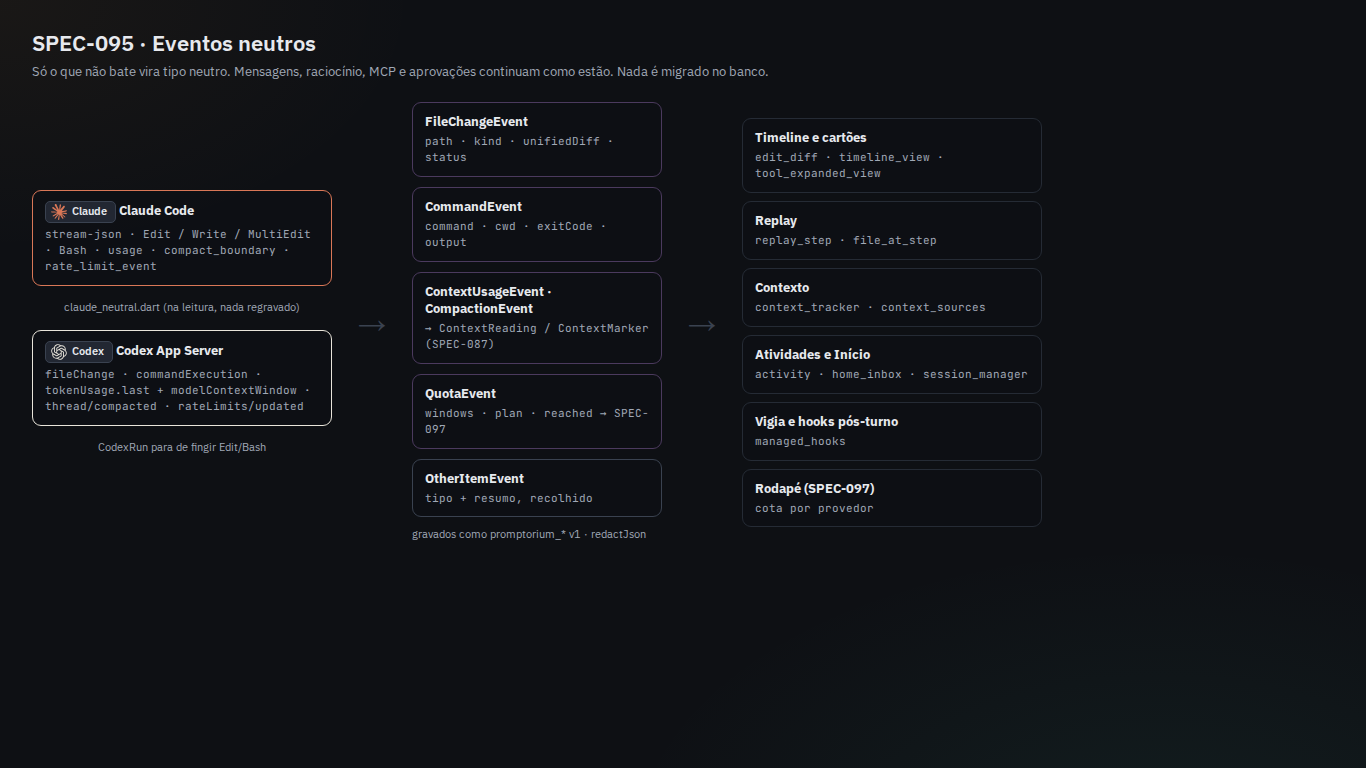 SPEC-095 · Eventos neutros
Só o que não bate vira tipo neutro. Mensagens, raciocínio, MCP e aprovações continuam como estão. Nada é migrado no banco.
Claude Claude Code
stream-json · Edit / Write / MultiEdit
· Bash · usage · compact_boundary ·
rate_limit_event
claude_neutral.dart (na leitura, nada regravado)
Codex Codex App Server
fileChange · commandExecution ·
tokenUsage.last + modelContextWindow ·
thread/compacted · rateLimits/updated
CodexRun para de fingir Edit/Bash
→
FileChangeEvent
path · kind · unifiedDiff ·
status
CommandEvent
command · cwd · exitCode ·
output
ContextUsageEvent ·
CompactionEvent
→ ContextReading / ContextMarker
(SPEC-087)
QuotaEvent
windows · plan · reached → SPEC-
097
OtherItemEvent
tipo + resumo, recolhido
gravados como promptorium_* v1 · redactJson
→
Timeline e cartões
edit_diff · timeline_view ·
tool_expanded_view
Replay
replay_step · file_at_step
Contexto
context_tracker · context_sources
Atividades e Início
activity · home_inbox · session_manager
Vigia e hooks pós-turno
managed_hooks
Rodapé (SPEC-097)
cota por provedor